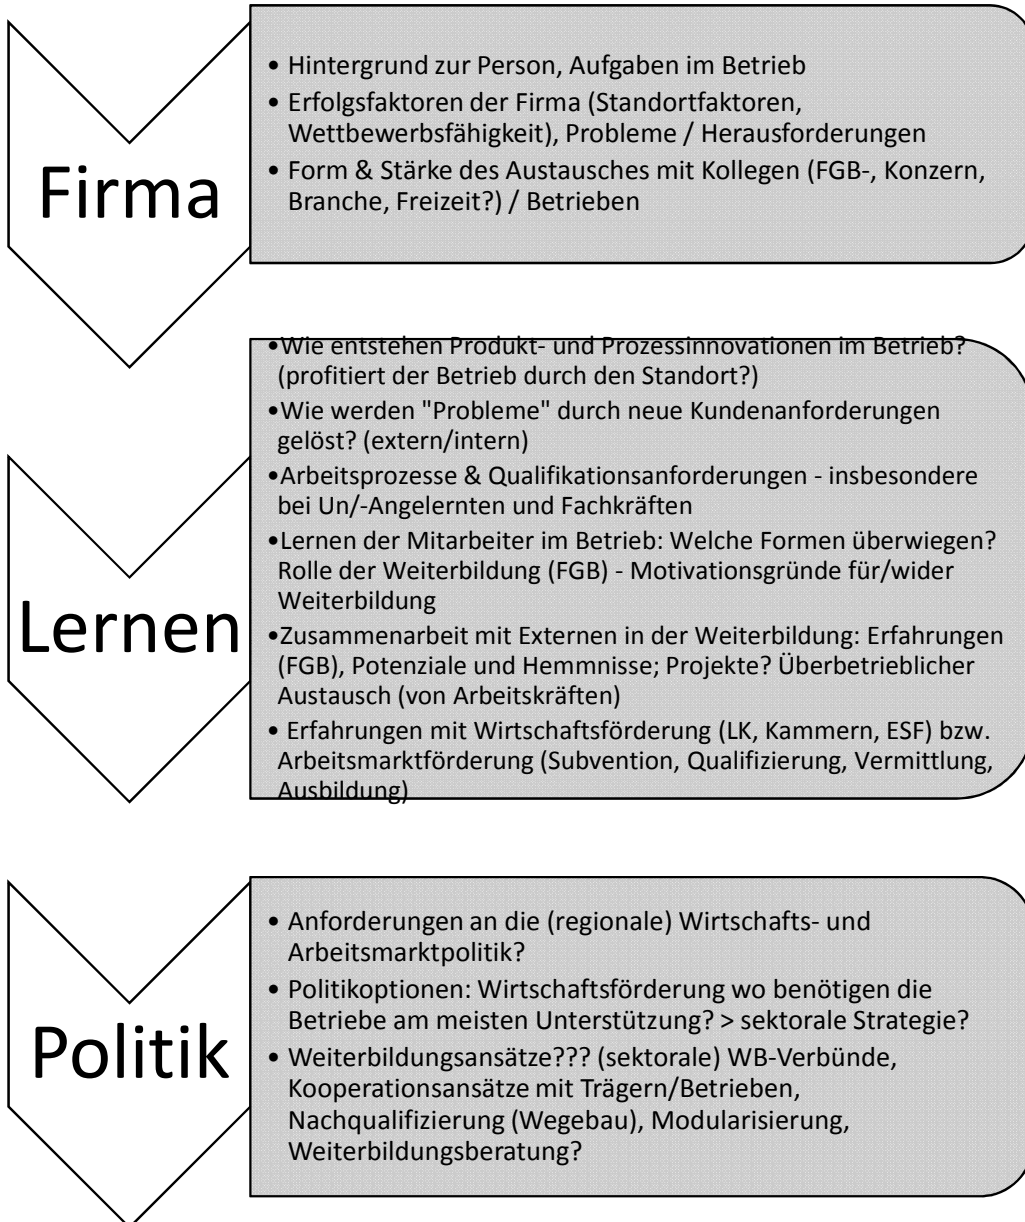 Firma
• Hintergrund zur Person, Aufgaben im Betrieb
• Erfolgsfaktoren der Firma (Standortfaktoren,
Wettbewerbsfähigkeit), Probleme / Herausforderungen
• Form & Stärke des Austausches mit Kollegen (FGB-, Konzern,
Branche, Freizeit?) / Betrieben
Lernen
•Wie entstehen Produkt- und Prozessinnovationen im Betrieb?
(profitiert der Betrieb durch den Standort?)
•Wie werden "Probleme" durch neue Kundenanforderungen
gelöst? (extern/intern)
•Arbeitsprozesse & Qualifikationsanforderungen - insbesondere
bei Un/-Angelernten und Fachkräften
•Lernen der Mitarbeiter im Betrieb: Welche Formen überwiegen?
Rolle der Weiterbildung (FGB) - Motivationsgründe für/wider
Weiterbildung
•Zusammenarbeit mit Externen in der Weiterbildung: Erfahrungen
(FGB), Potenziale und Hemmnisse; Projekte? Überbetrieblicher
Austausch (von Arbeitskräften)
• Erfahrungen mit Wirtschaftsförderung (LK, Kammern, ESF) bzw.
Arbeitsmarktförderung (Subvention, Qualifizierung, Vermittlung,
Ausbildung)
Politik
• Anforderungen an die (regionale) Wirtschafts- und
Arbeitsmarktpolitik?
• Politikoptionen: Wirtschaftsförderung wo benötigen die
Betriebe am meisten Unterstützung? > sektorale Strategie?
• Weiterbildungsansätze??? (sektorale) WB-Verbünde,
Kooperationsansätze mit Trägern/Betrieben,
Nachqualifizierung (Wegebau), Modularisierung,
Weiterbildungsberatung?